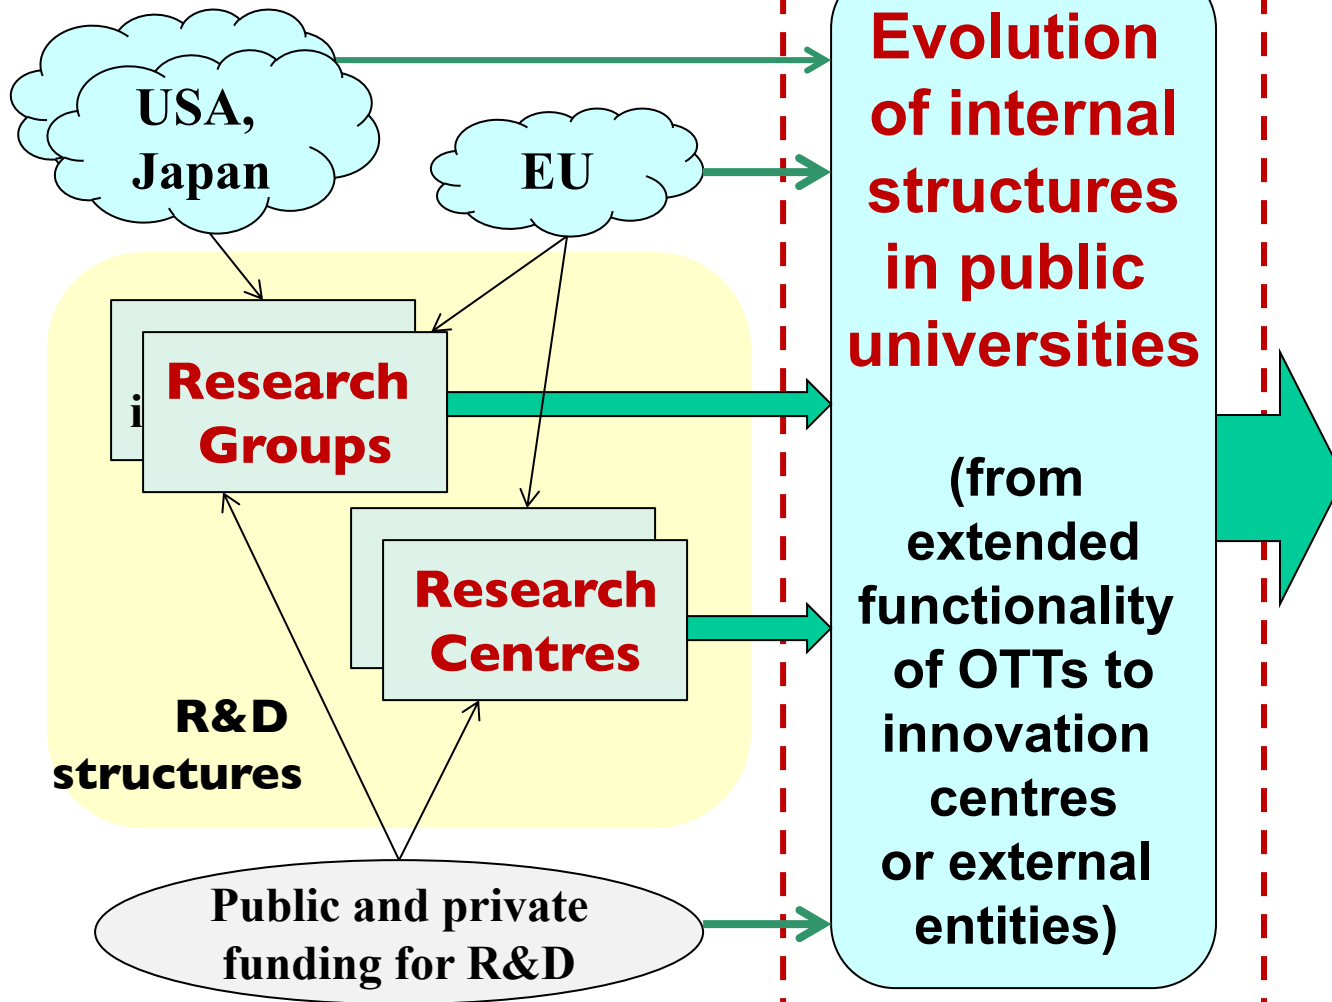 USA,
Japan
EU
Research
Groups
Research
Centres
R&D
structures
Public and private
funding for R&D
Evolution
of internal
structures
in public
universities
(from
extended
functionality
of OTTs to
innovation
centres
or external
entities)